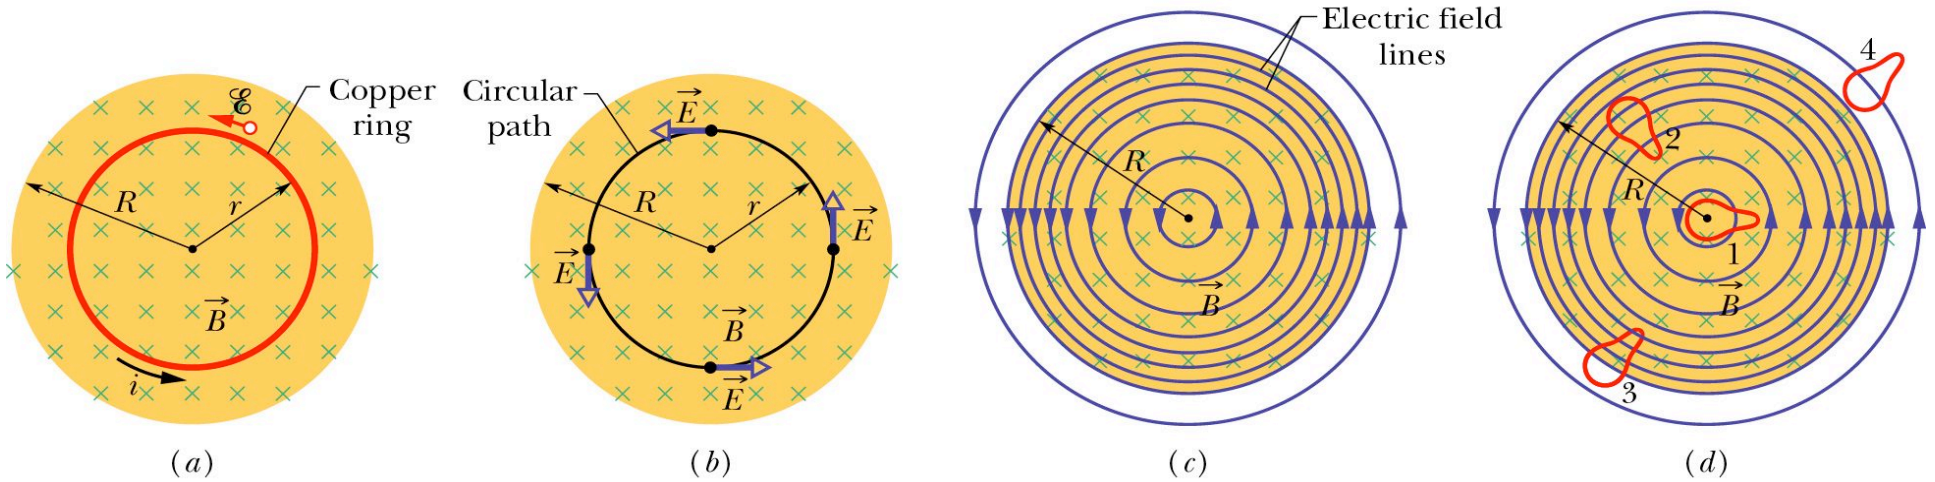 ℰ
Copper
ring
R
r
B
i
(a)
Circular
path
E
R
r
E
E
B
E
(b)
Electric field
lines
R
B
(c)
4
2
R
1
B
3
(d)